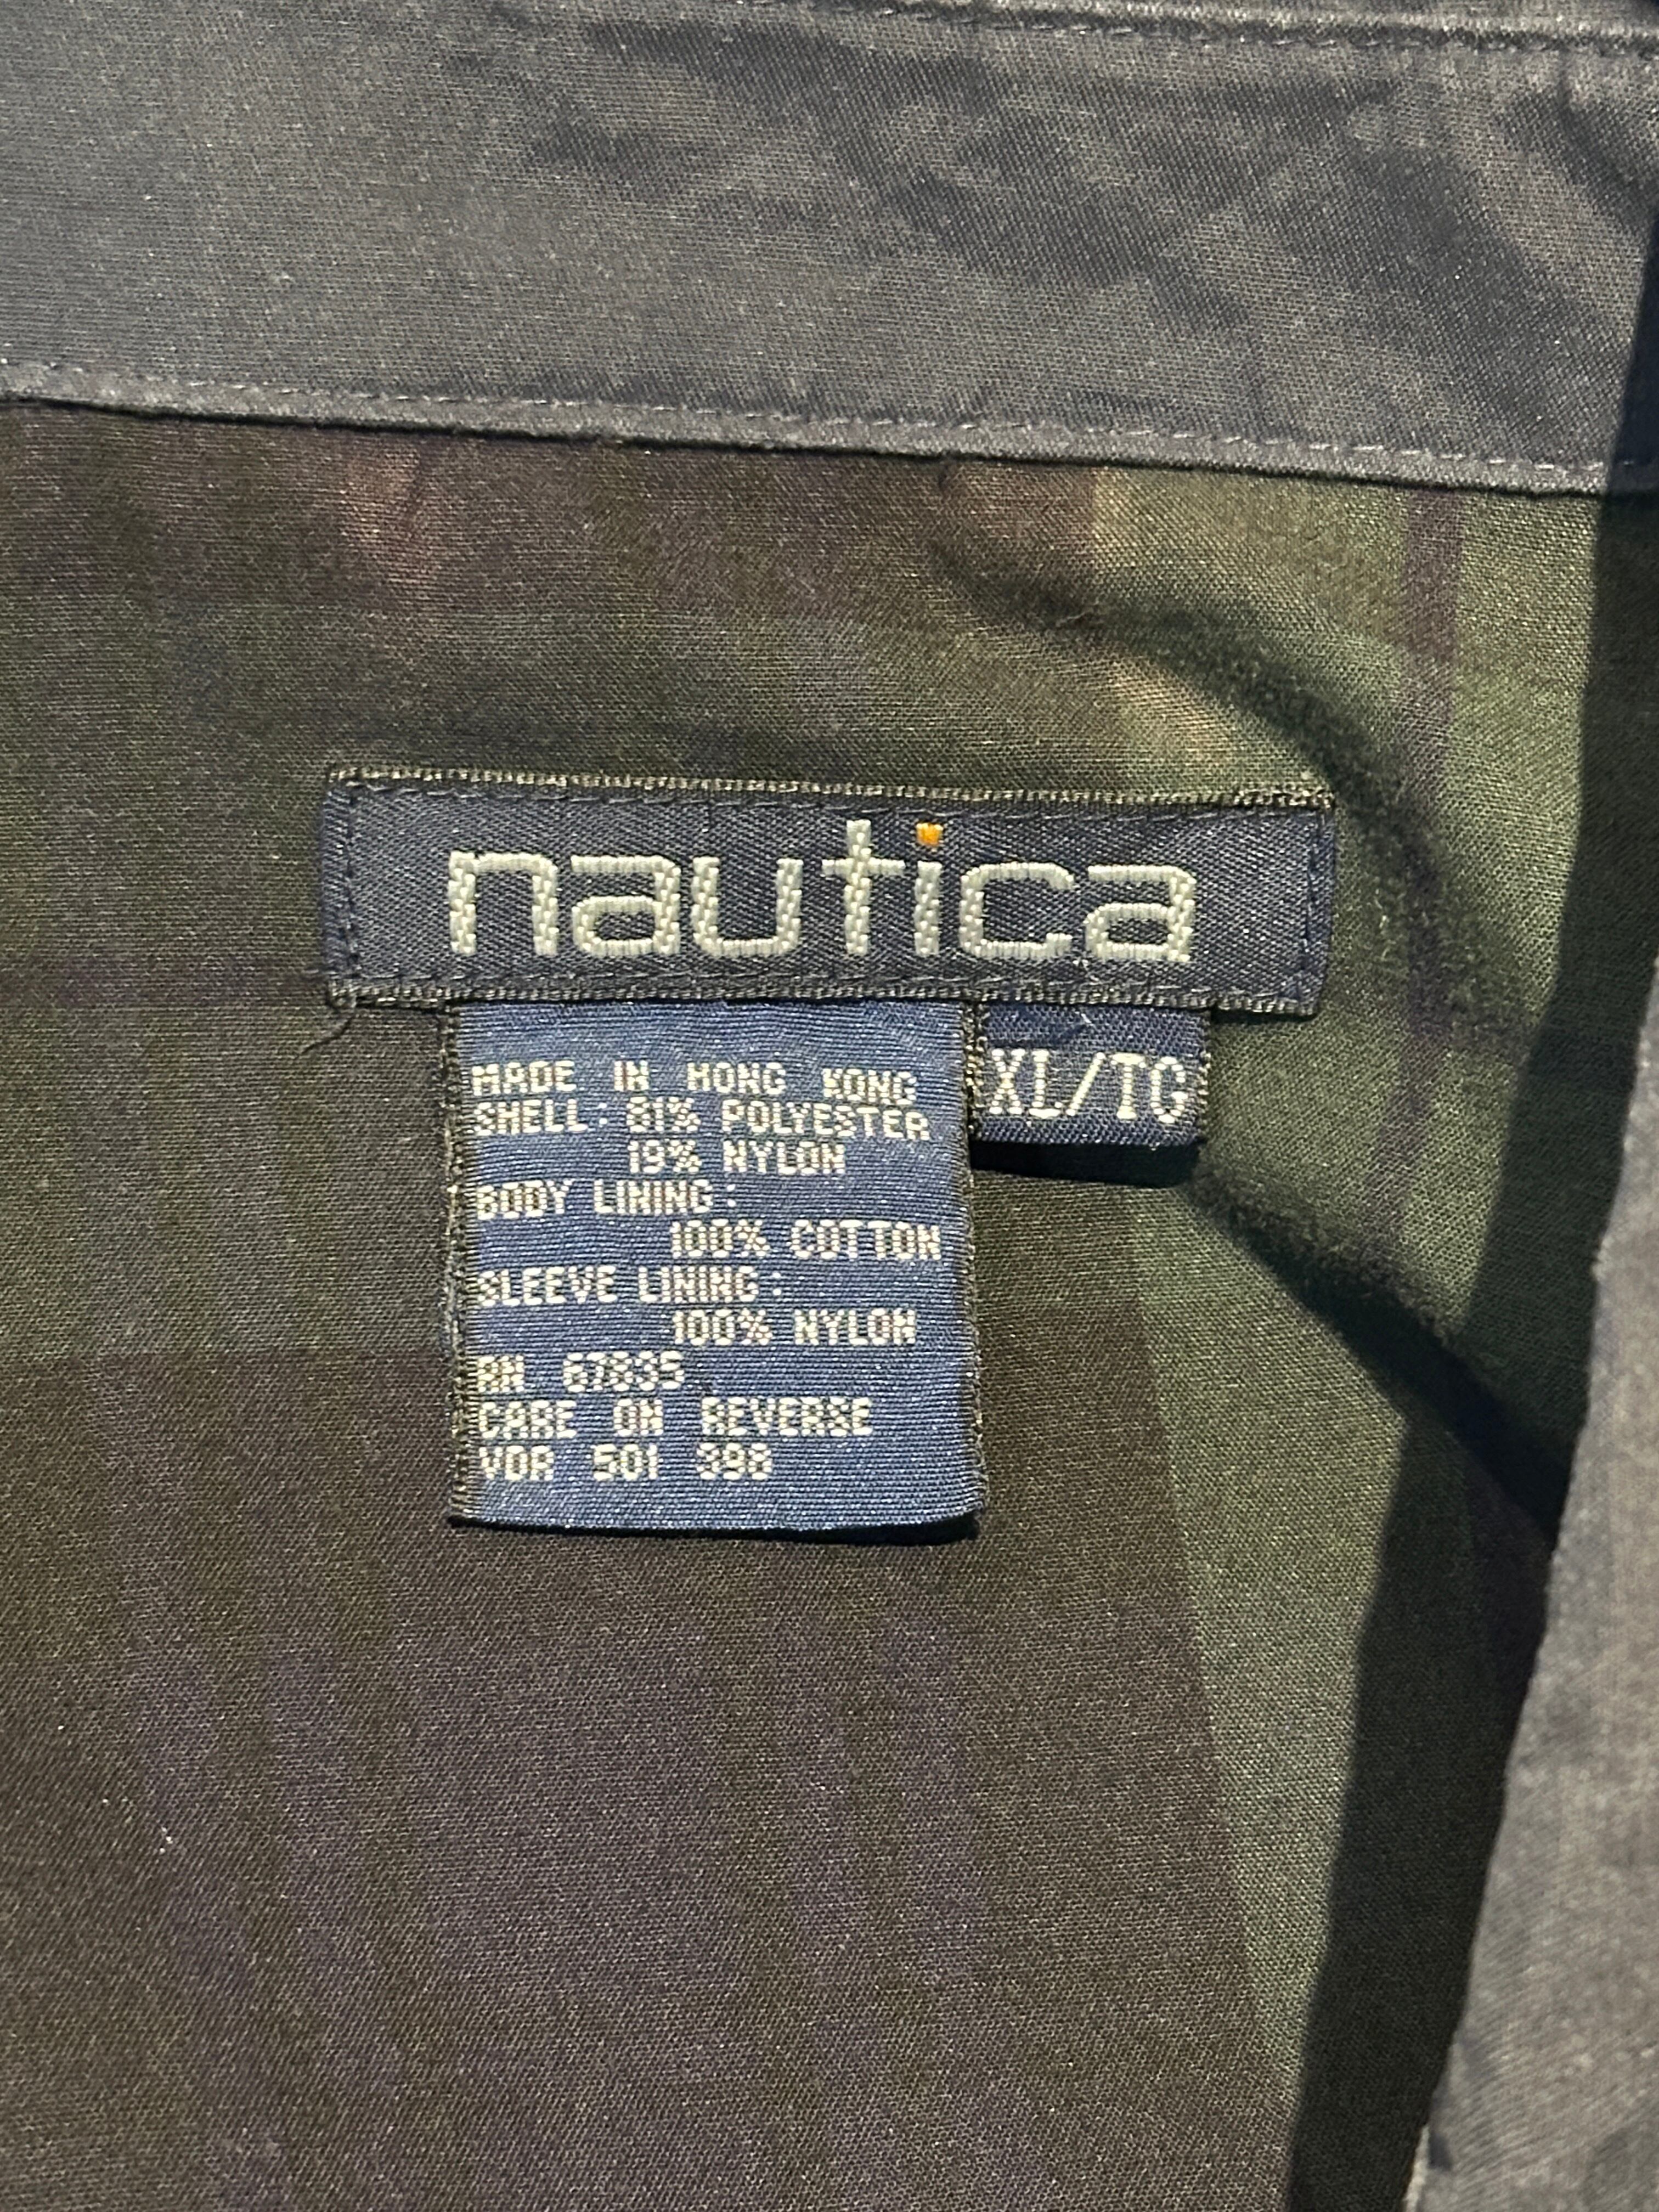 nautica
XL/TG
MADE IN HONG KONG
SHELL: 81% POLYESTER
19% NYLON
BODY LINING:
100% COTTON
SLEEVE LINING:
100% NYLON
RN 67835
CARE ON REVERSE
VDR 501 898